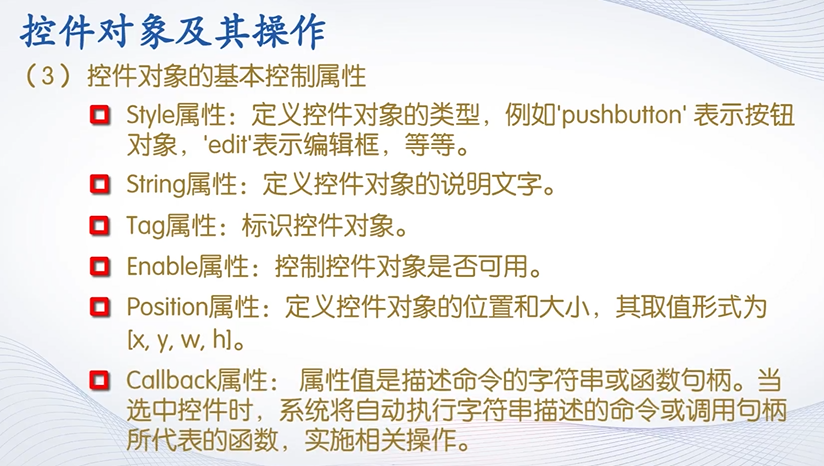 控件对象及其操作
（3） 控件对象的基本控制属性
Style属性：定义控件对象的类型，例如'pushbutton' 表示按钮
对象，'edit'表示编辑框，等等。
String属性：定义控件对象的说明文字。
Tag属性：标识控件对象。
Enable属性：控制控件对象是否可用。
Position属性：定义控件对象的位置和大小，其取值形式为
[x, y, w, h]。
Callback属性： 属性值是描述命令的字符串或函数句柄。当
选中控件时，系统将自动执行字符串描述的命令或调用句柄
所代表的函数，实施相关操作。